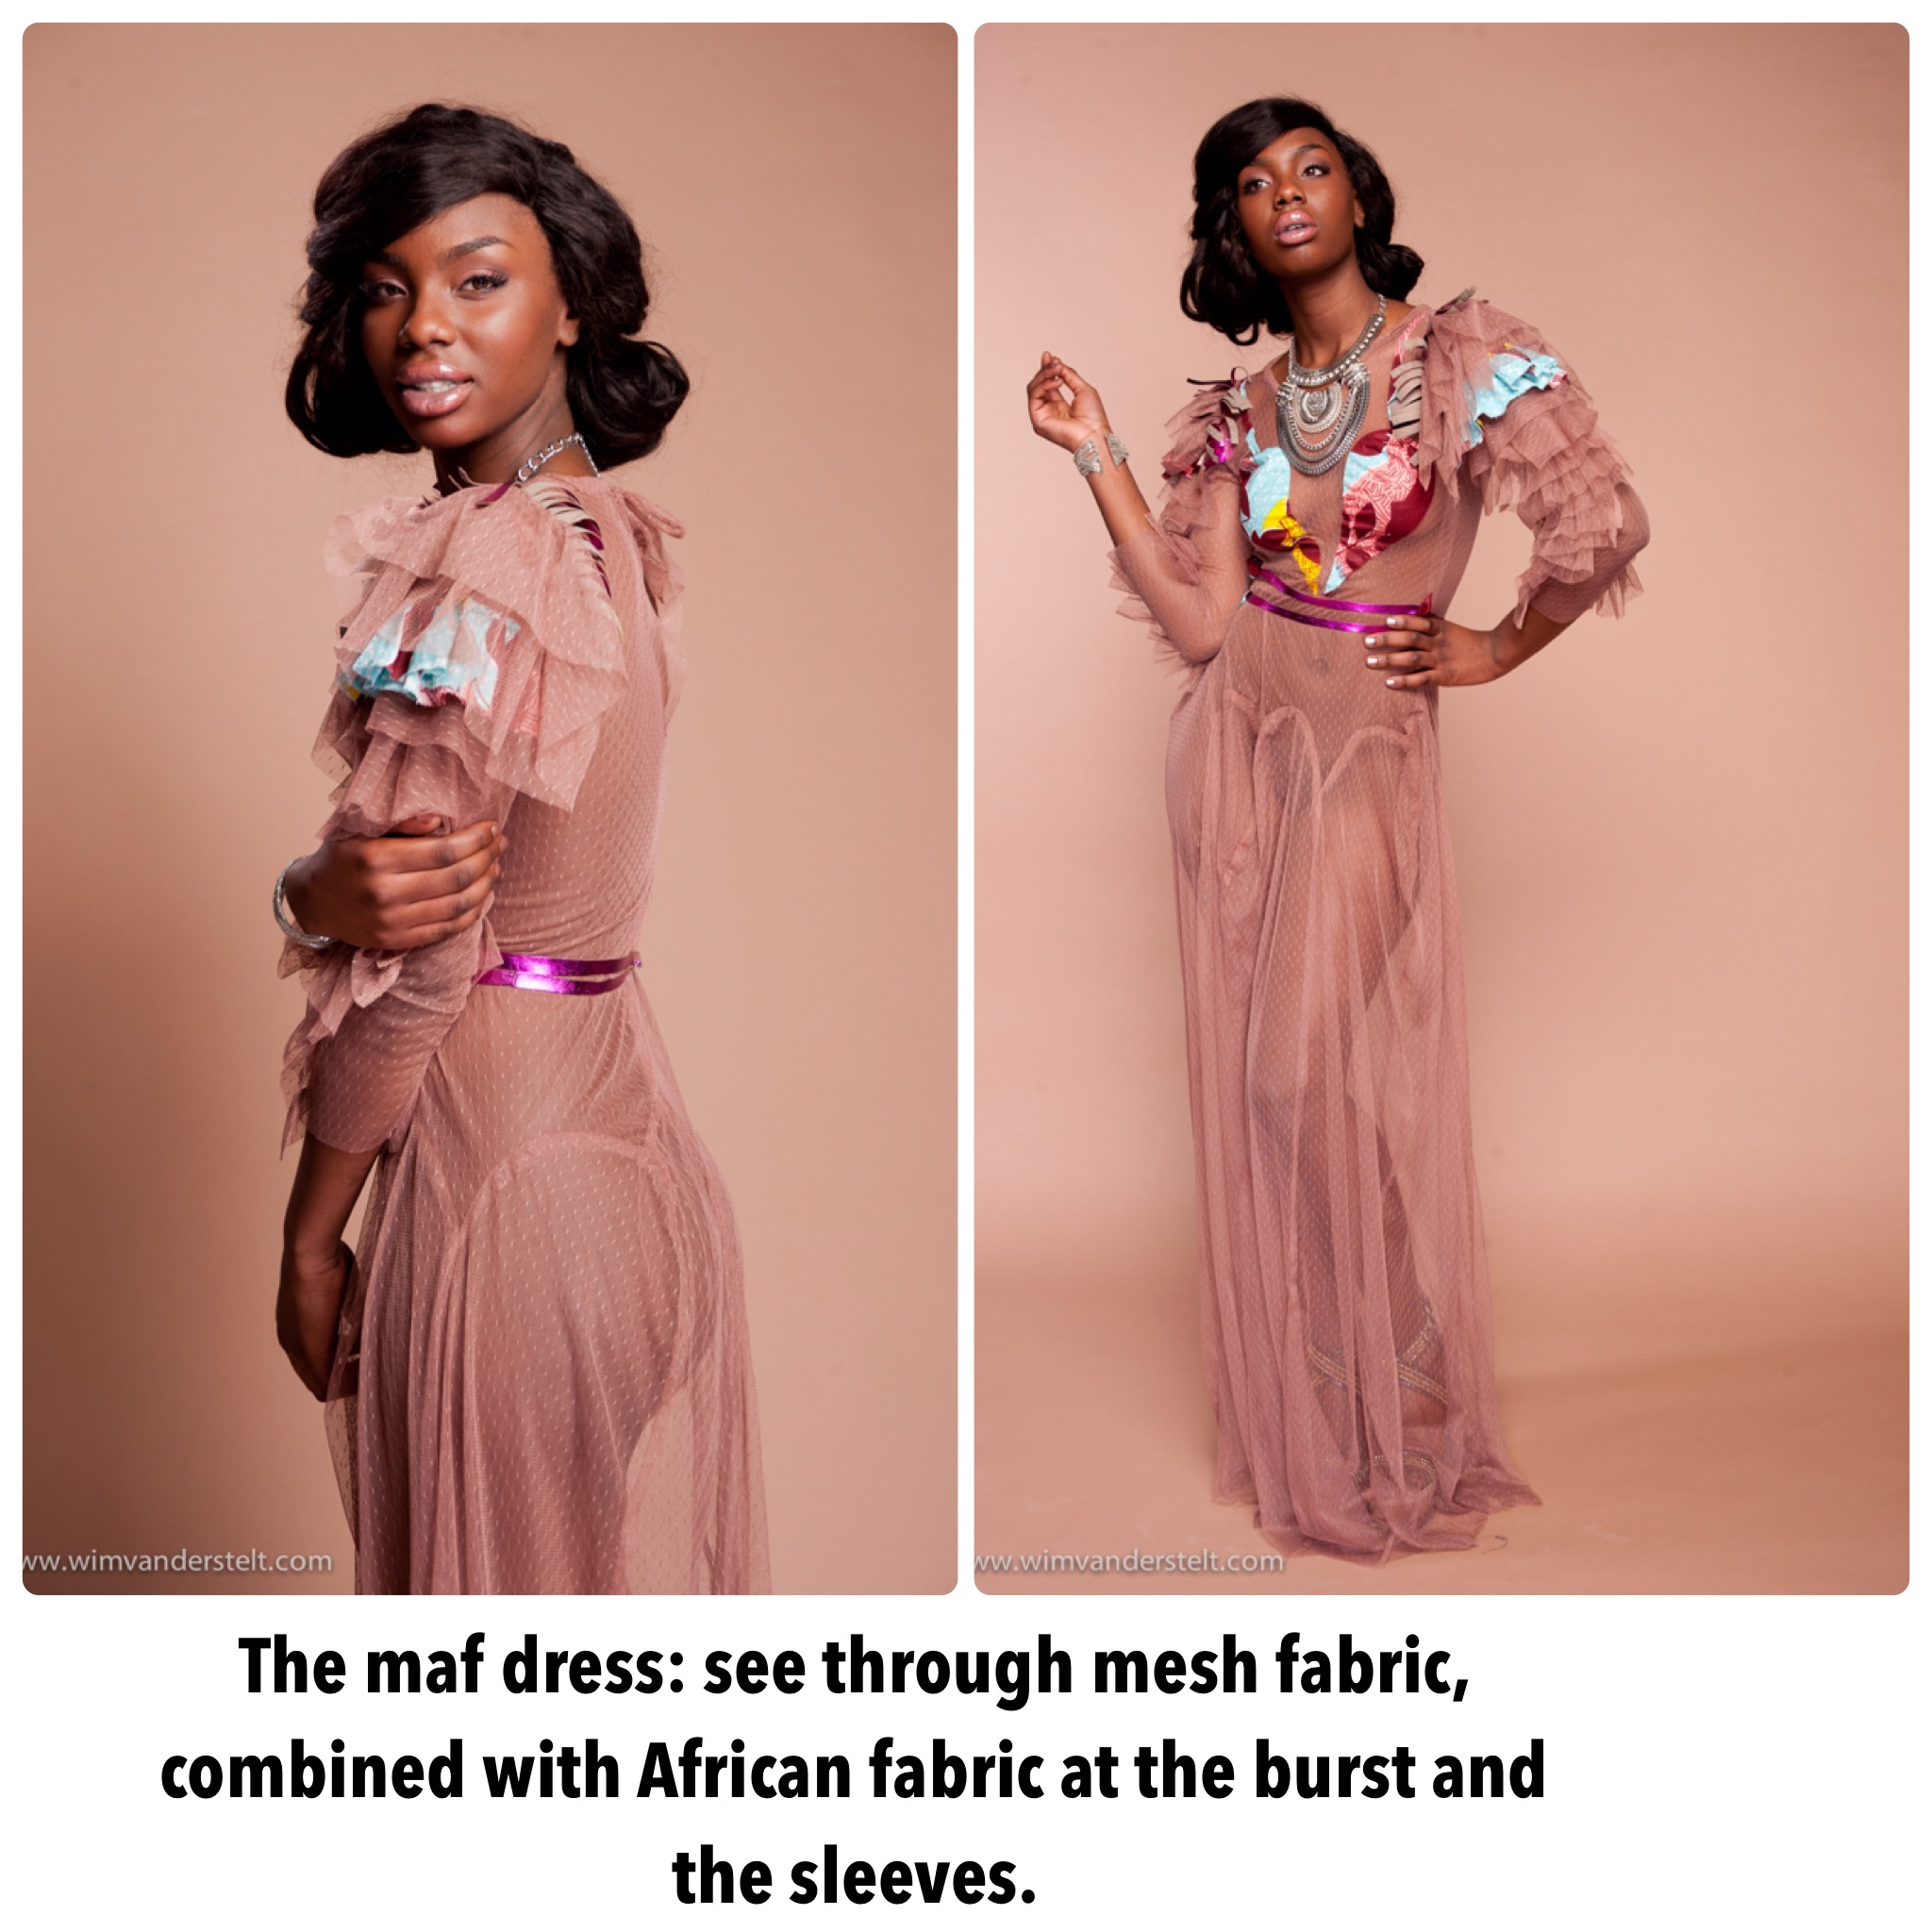 ww.wimvanderstelt.com
ww.wimvanderstelt.com
The maf dress: see through mesh fabric,
combined with African fabric at the burst and
the sleeves.